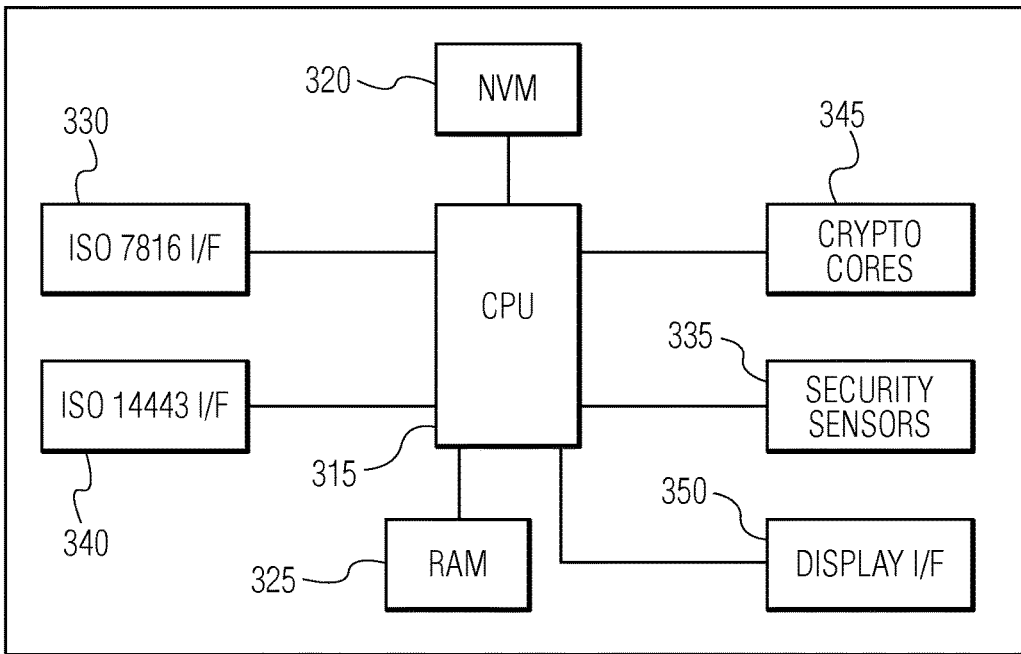 320
NVM
330
345
ISO 7816 I/F
CRYPTO
CORES
CPU
335
ISO 14443 I/F
SECURITY
SENSORS
315
350
340
325
RAM
DISPLAY I/F